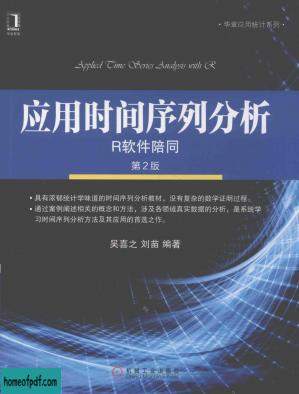 华章应用统计系列
Applied Time Series Analysis with R
应用时间序列分析
R软件陪同
第2版
• 具有浓郁统计学味道的时间序列分析教材，没有复杂的数学证明过程。
• 通过案例阐述相关的概念和方法，涉及各领域真实数据的分析，是系统学
习时间序列分析方法及其应用的首选之作。
吴喜之 刘苗 编著
机械工业出版社
homeofpdf.com
homeofpdf.com